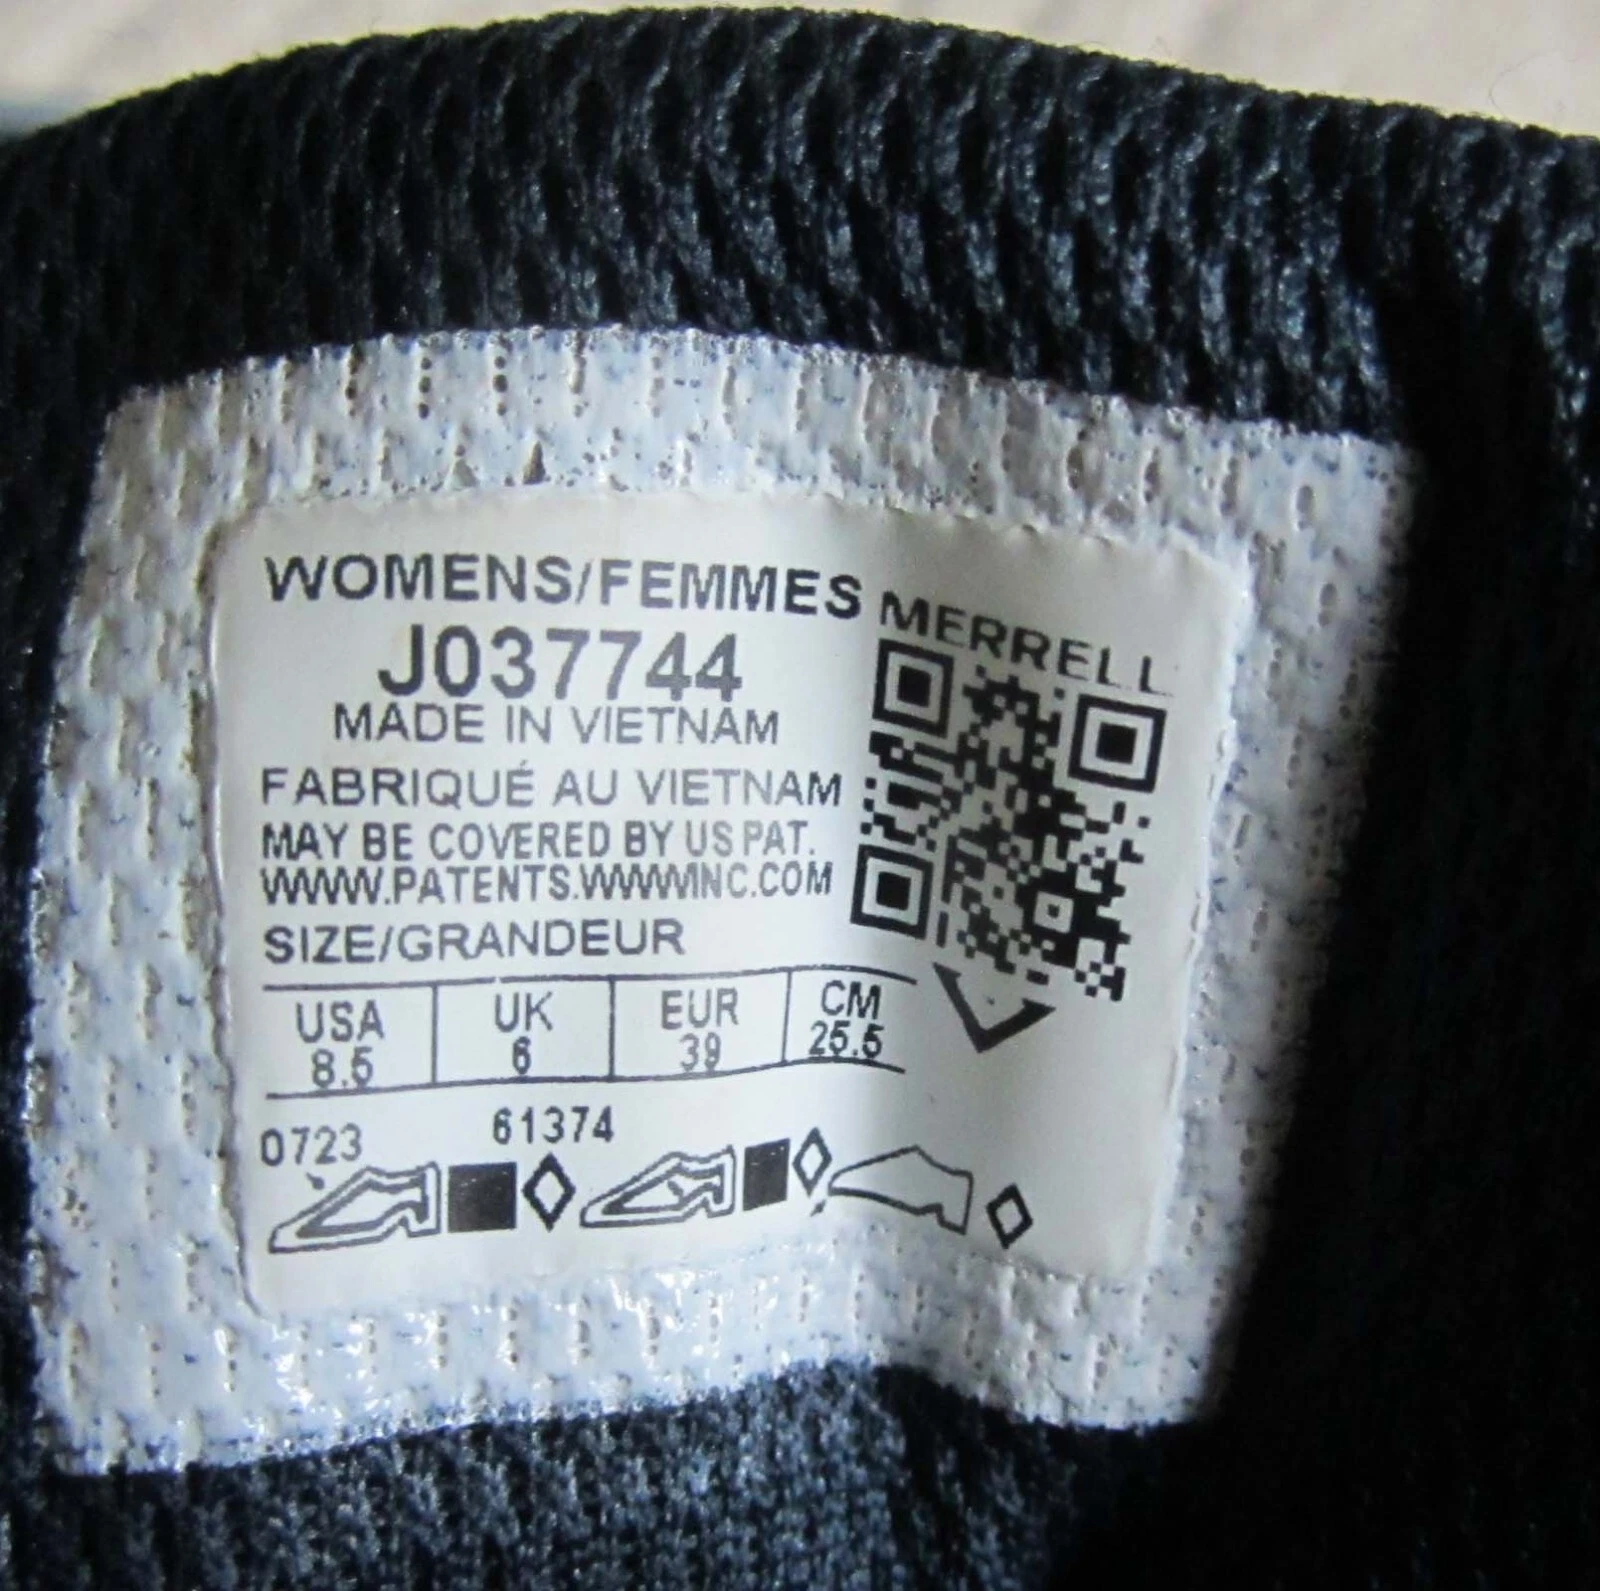 WOMENS/FEMMES
MERRELL
J037744
MADE IN VIETNAM
FABRIQUÉ AU VIETNAM
MAY BE COVERED BY US PAT.
WWW.PATENTS.WWWINC.COM
SIZE/GRANDEUR
USA UK EUR CM
8.5 6 39 25.5
0723 61374